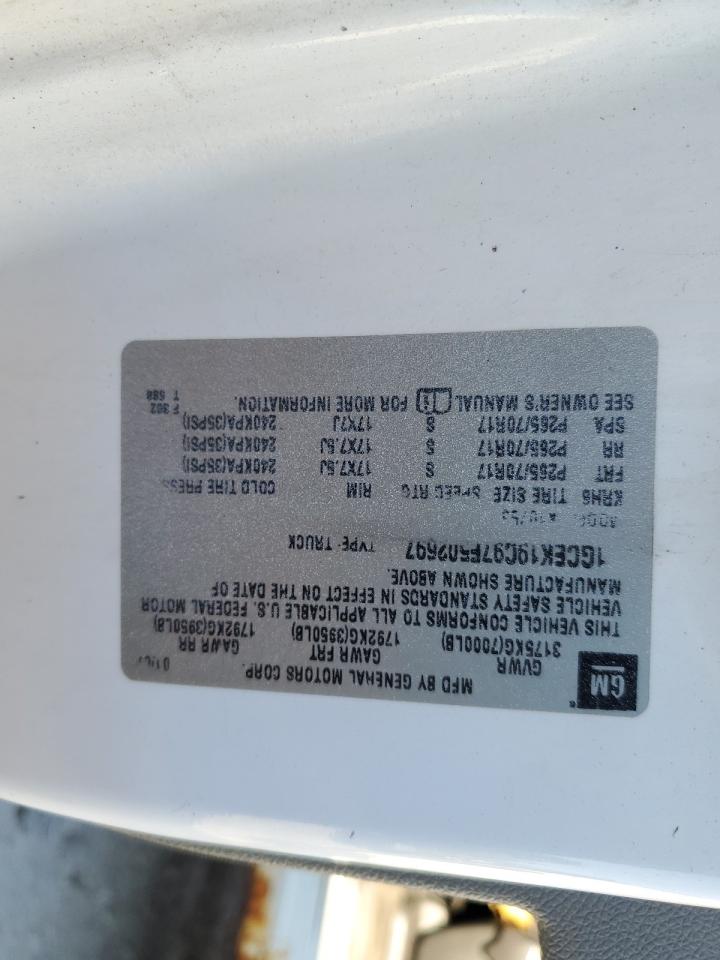 GM
MFD BY GENERAL MOTORS CORP.
GVWR GAWR FRT GAWR RR
3175KG(7000LB) 1792KG(3950LB) 1792KG(3950LB)
THIS VEHICLE CONFORMS TO ALL APPLICABLE U.S. FEDERAL MOTOR
VEHICLE SAFETY STANDARDS IN EFFECT ON THE DATE OF
MANUFACTURE SHOWN ABOVE.
1GCEK19C97E502697 TYPE: TRUCK
KRH6 TIRE SIZE SPEED RTG RIM COLD TIRE PRESS
FRT P265/70R17 S 17X7.5J 240KPA(35PSI)
RR P265/70R17 S 17X7.5J 240KPA(35PSI)
SPA P265/70R17 S 17X7J 240KPA(35PSI)
SEE OWNER'S MANUAL FOR MORE INFORMATION.
F 302
T 588